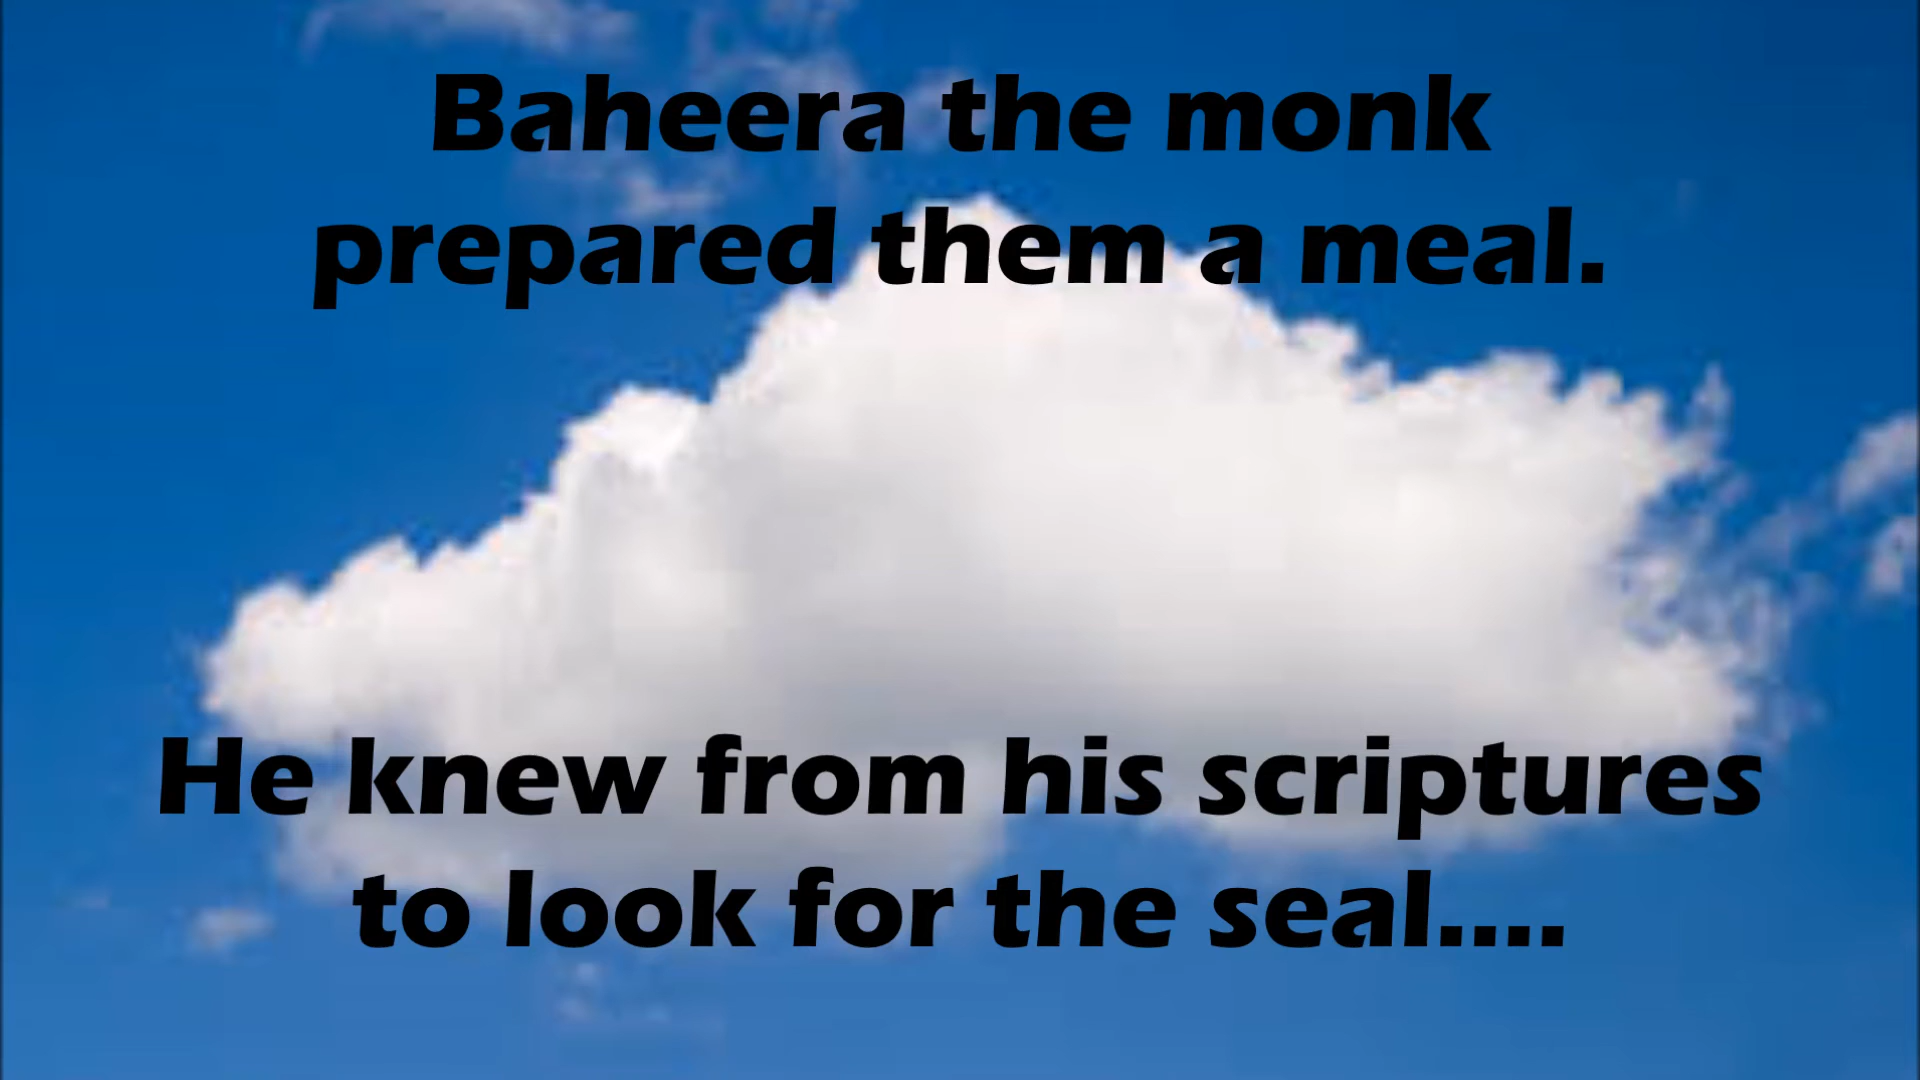 Baheera the monk
prepared them a meal.
He knew from his scriptures
to look for the seal....